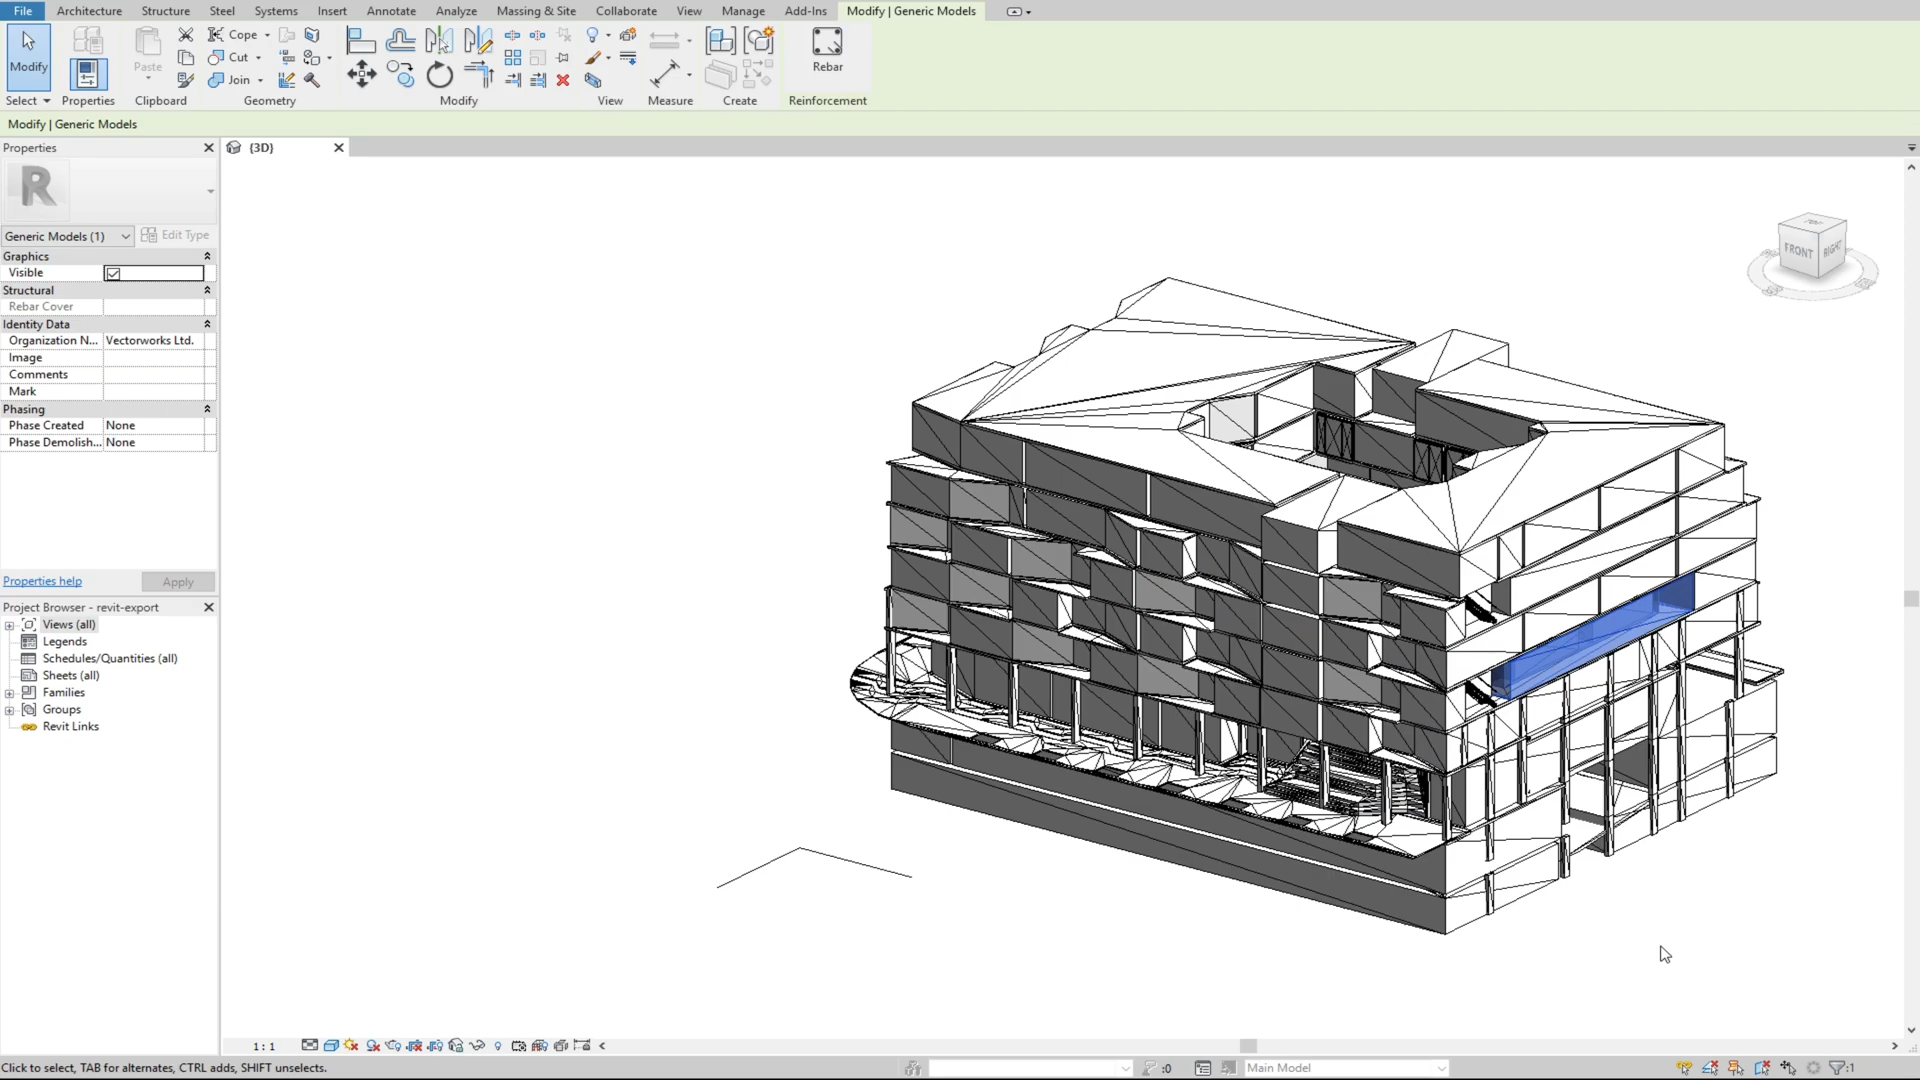 File Architecture Structure Steel Systems Insert Annotate Analyze Massing & Site Collaborate View Manage Add-Ins Modify | Generic Models
Modify Paste Cope Rebar
Cut
Join
Select Properties Clipboard Geometry Modify View Measure Create Reinforcement
Modify | Generic Models
Properties
{3D}
R
Generic Models (1) Edit Type
Graphics
Visible
Structural
Rebar Cover
Identity Data
Organization N... Vectorworks Ltd.
Image
Comments
Mark
Phasing
Phase Created None
Phase Demolish... None
Properties help Apply
Project Browser - revit-export
Views (all)
Legends
Schedules/Quantities (all)
Sheets (all)
Families
Groups
Revit Links
TOP
FRONT RIGHT
1 : 1
Click to select, TAB for alternates, CTRL adds, SHIFT unselects. :0 Main Model :1